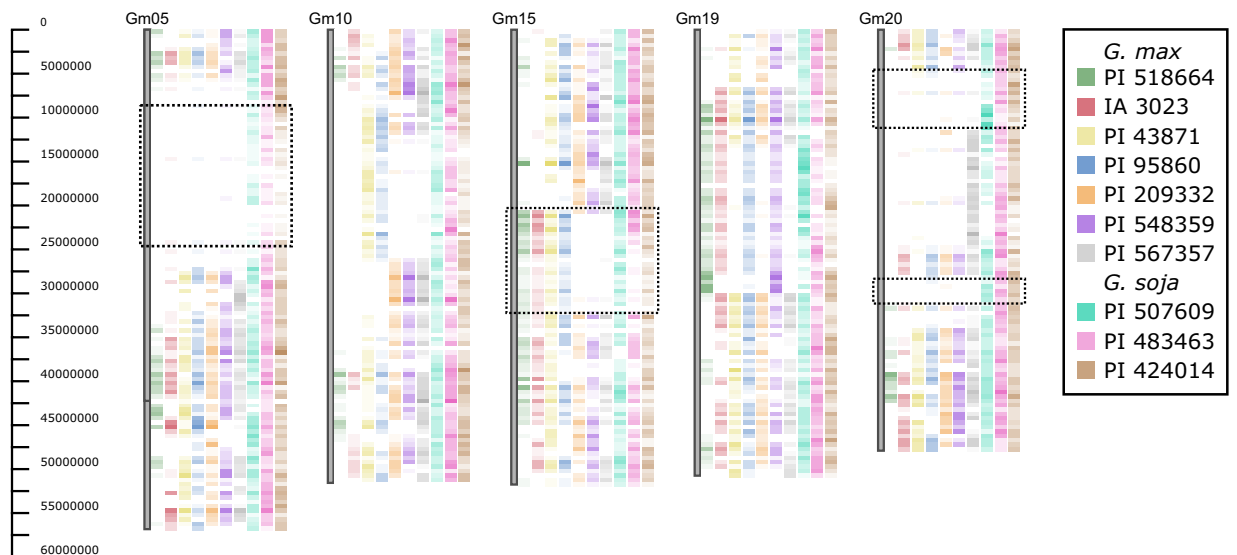 Gm05 Gm10 Gm15 Gm19 Gm20
0
5000000
10000000
15000000
20000000
25000000
30000000
35000000
40000000
45000000
50000000
55000000
60000000
G. max
PI 518664
IA 3023
PI 43871
PI 95860
PI 209332
PI 548359
PI 567357
G. soja
PI 507609
PI 483463
PI 424014